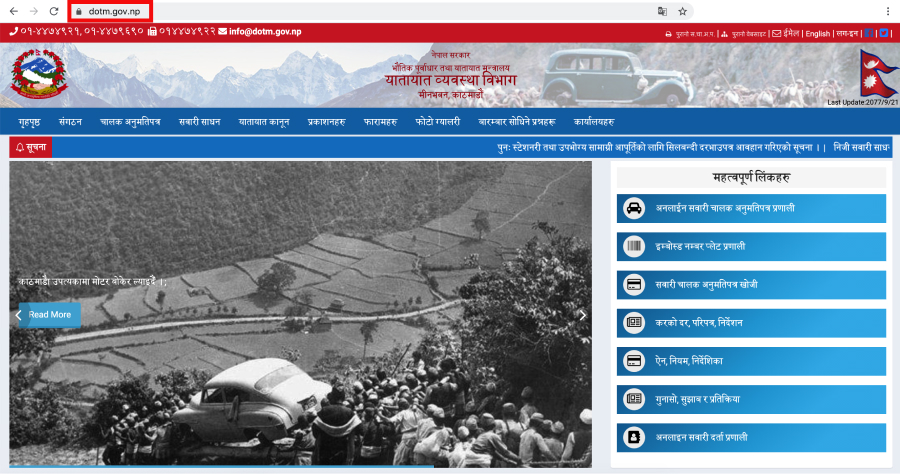 dotm.gov.np
०१-४४७४९२१, ०१-४४७९६९० ०१४४७४९२२ info@dotm.gov.np
पुरानो स.चा.अ.प. | पुरानो वेबसाइट | ईमेल | English | लग-इन |
नेपाल सरकार
भौतिक पूर्वाधार तथा यातायात मन्त्रालय
यातायात व्यवस्था विभाग
मीनभवन, काठमाडौं
Last Update:2077/9/21
गृहपृष्ठ संगठन चालक अनुमतिपत्र सवारी साधन यातायात कानून प्रकाशनहरु फारामहरु फोटो ग्यालरी बारम्बार सोधिने प्रश्नहरू कार्यालयहरु
सूचना पुनः स्टेशनरी तथा उपभोग्य सामाग्री आपूर्तिको लागि सिलबन्दी दरभाउपत्र आवहान गरिएको सूचना । | निजी सवारी साध
महत्वपूर्ण लिंकहरु
अनलाईन सवारी चालक अनुमतिपत्र प्रणाली
इम्बोस्ड नम्बर प्लेट प्रणाली
सवारी चालक अनुमतिपत्र खोजी
करको दर, परिपत्र, निर्देशन
ऐन, नियम, निर्देशिका
गुनासो, सुझाव र प्रतिकिया
अनलाइन सवारी दर्ता प्रणाली
काठमाडौ उपत्यकामा मोटर बोकेर ल्याइदैँ ।;
Read More